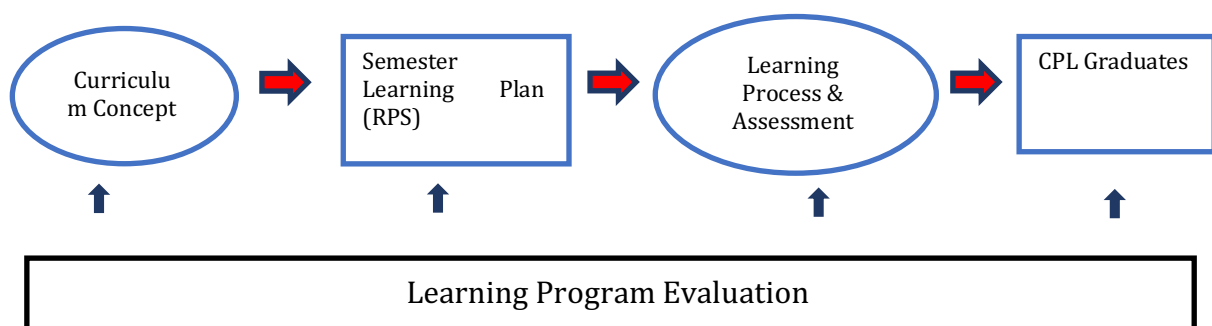 Curriculu
m Concept
Semester
Learning Plan
(RPS)
Learning
Process &
Assessment
CPL Graduates
Learning Program Evaluation